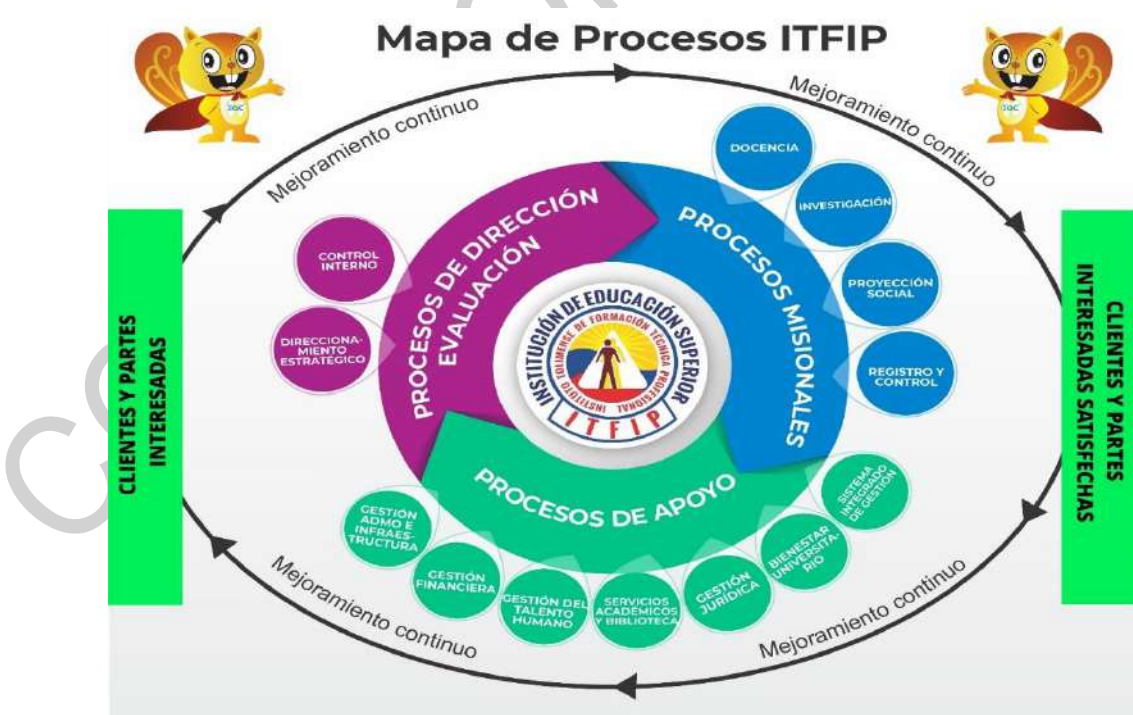 Mapa de Procesos ITFIP
Mejoramiento continuo
Mejoramiento continuo
CLIENTES Y PARTES
INTERESADAS
CONTROL
INTERNO
DIRECCIONA-
MIENTO
ESTRATÉGICO
PROCESOS DE DIRECCIÓN
EVALUACIÓN
PROCESOS MISIONALES
DOCENCIA
INVESTIGACIÓN
PROYECCIÓN
SOCIAL
REGISTRO Y
CONTROL
INSTITUCIÓN DE EDUCACIÓN SUPERIOR
INSTITUTO TOLIMENSE DE FORMACIÓN TÉCNICA PROFESIONAL
ITFIP
PROCESOS DE APOYO
GESTIÓN
ADMO E
INFRAES-
TRUCTURA
GESTIÓN
FINANCIERA
GESTIÓN DEL
TALENTO
HUMANO
SERVICIOS
ACADÉMICOS
Y BIBLIOTECA
GESTIÓN
JURÍDICA
BIENESTAR
UNIVERSITA-
RIO
SISTEMA
INTEGRADO
DE GESTIÓN
CLIENTES Y PARTES
INTERESADAS SATISFECHAS
Mejoramiento continuo
Mejoramiento continuo